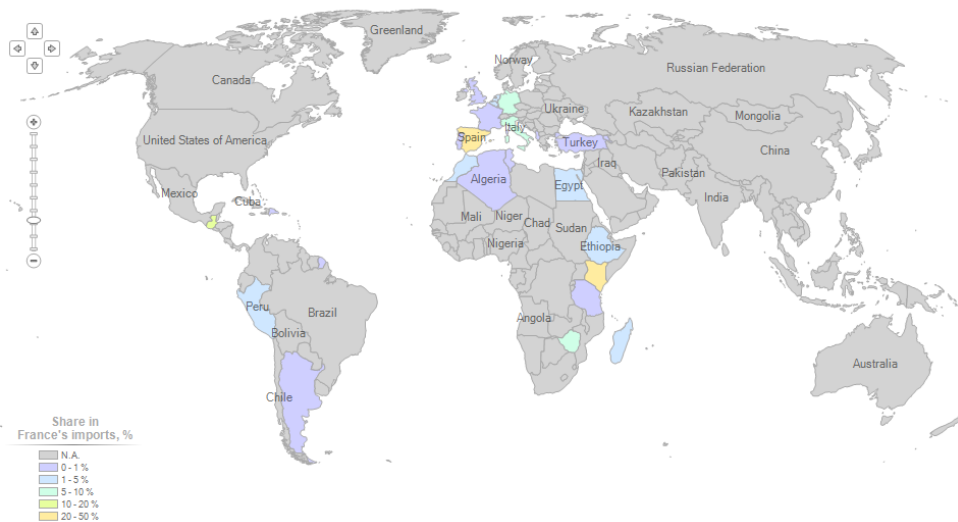 Greenland
Norway
Russian Federation
Canada
Ukraine
Kazakhstan
Mongolia
United States of America
Spain
Italy
Turkey
China
Iraq
Pakistan
Mexico
Cuba
Algeria
Egypt
India
Mali
Niger
Chad
Sudan
Nigeria
Ethiopia
Peru
Brazil
Angola
Bolivia
Australia
Chile
Share in
France's imports, %
N.A.
0 - 1 %
1 - 5 %
5 - 10 %
10 - 20 %
20 - 50 %